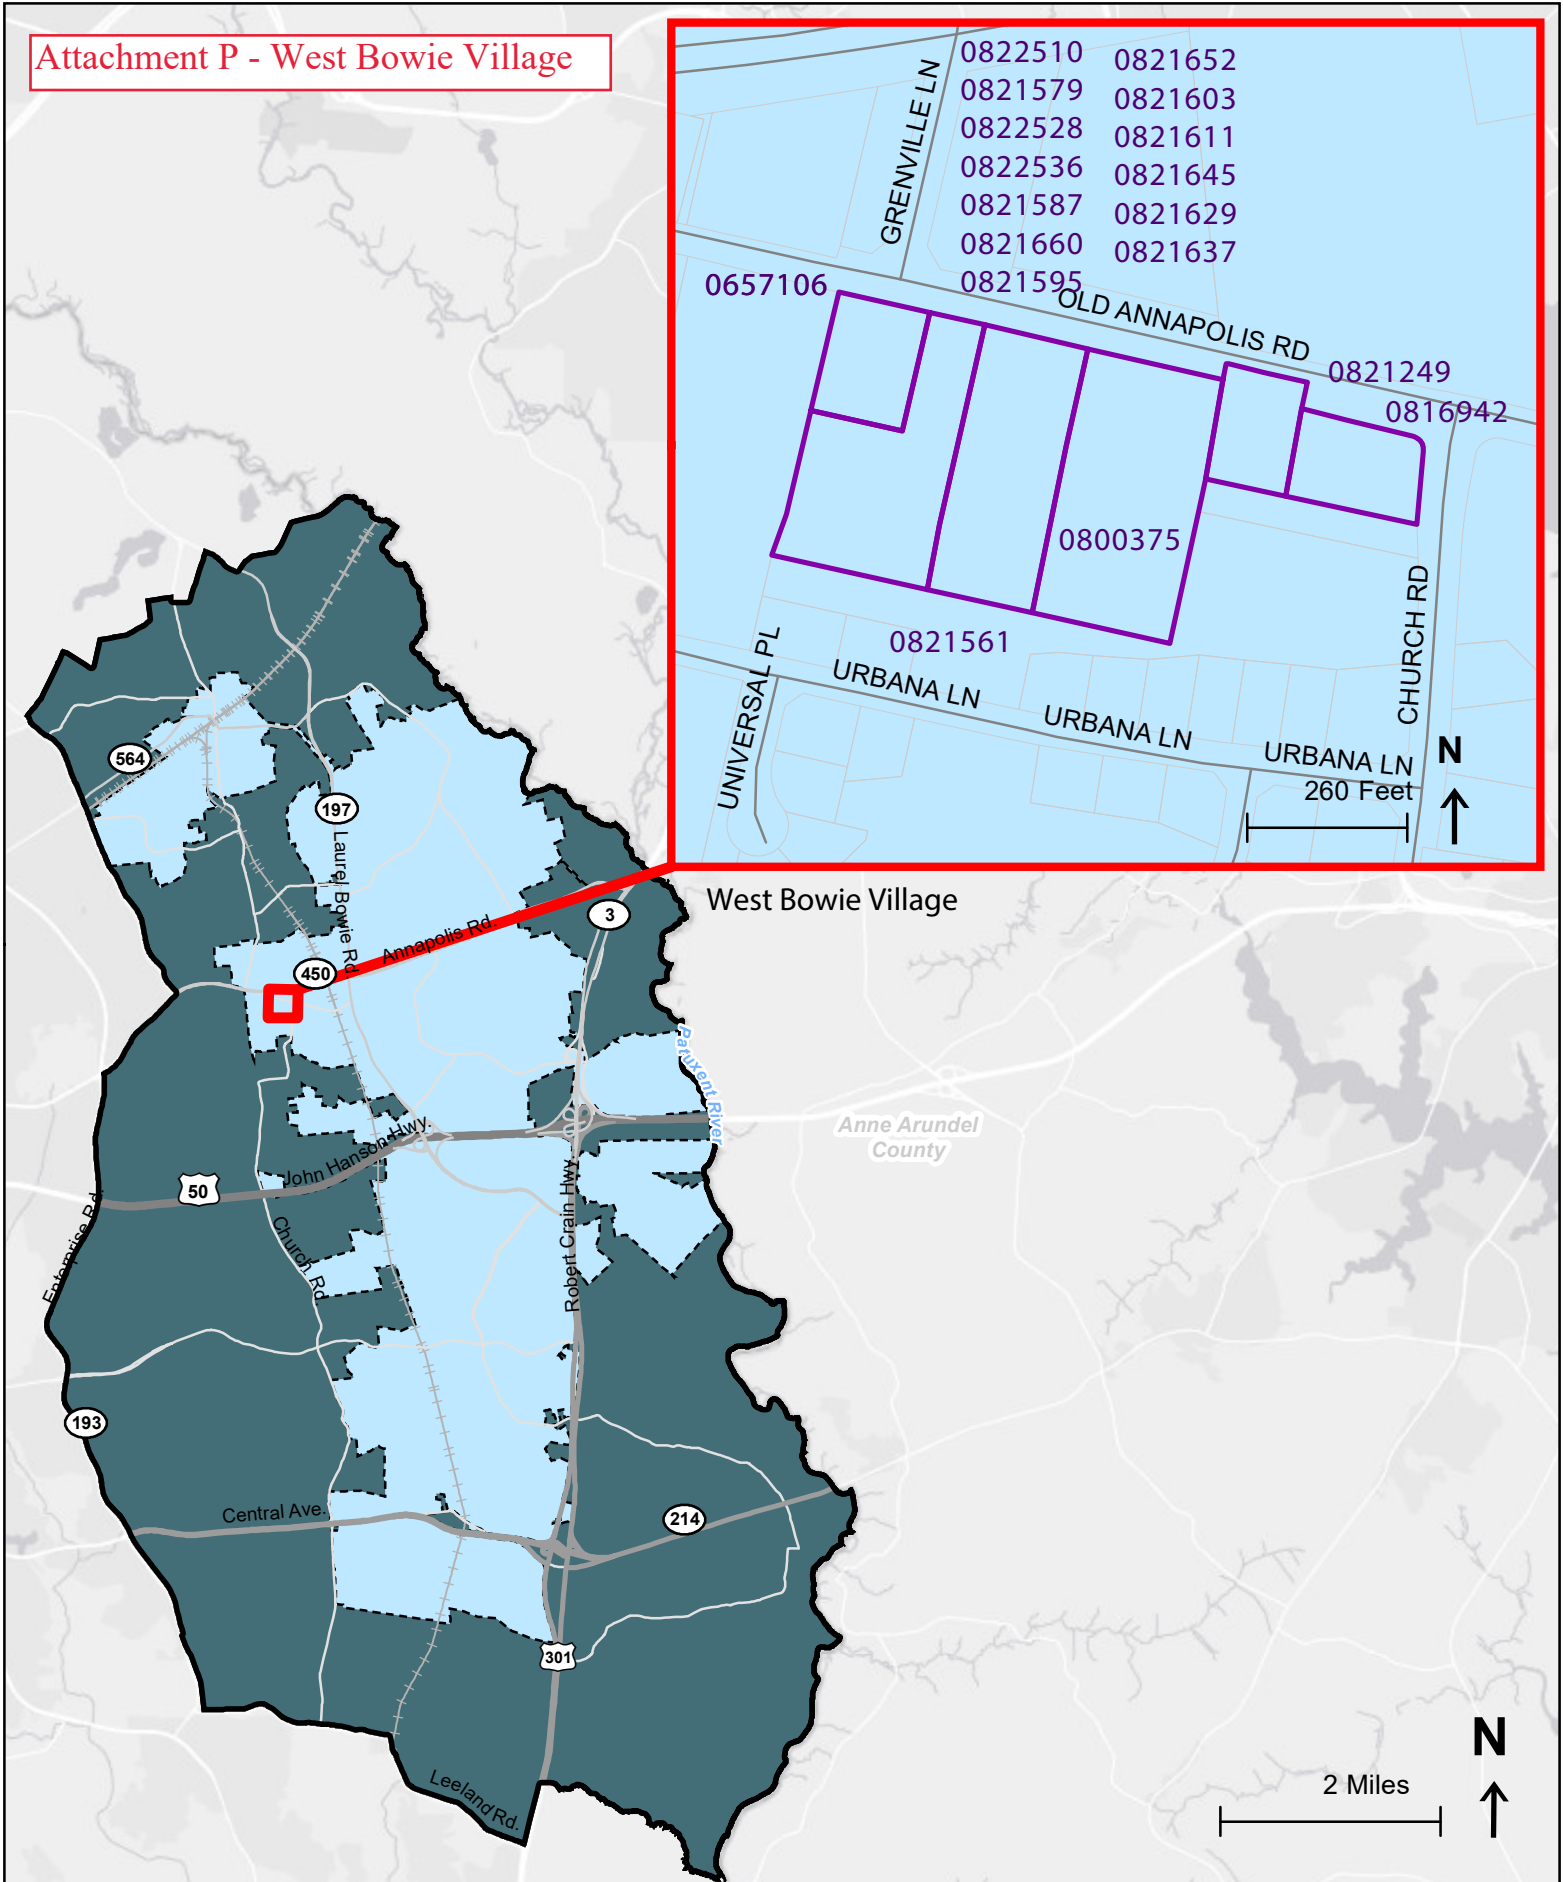 Attachment P - West Bowie Village
GRENVILLE LN
0822510
0821579
0822528
0822536
0821587
0821660
0821595
0821652
0821603
0821611
0821645
0821629
0821637
0657106
OLD ANNAPOLIS RD
0821249
0816942
0800375
0821561
CHURCH RD
UNIVERSAL PL
URBANA LN
URBANA LN
URBANA LN
N
260 Feet
West Bowie Village
564
197
Laurel Bowie Rd
3
Annapolis Rd.
450
Patuxent River
Anne Arundel
County
John Hanson Hwy.
50
Enterprise Rd.
Church Rd.
Robert Crain Hwy.
193
Central Ave.
214
301
Leeland Rd.
N
2 Miles